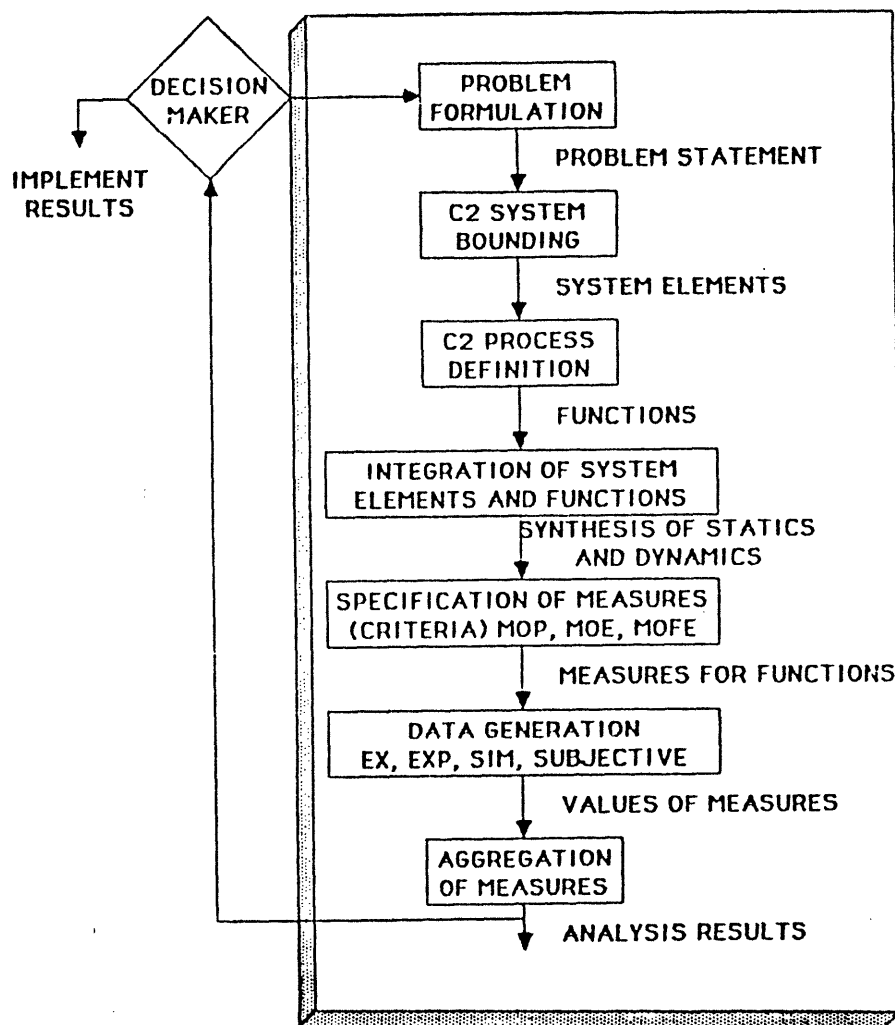 DECISION
MAKER
IMPLEMENT
RESULTS
PROBLEM
FORMULATION
PROBLEM STATEMENT
C2 SYSTEM
BOUNDING
SYSTEM ELEMENTS
C2 PROCESS
DEFINITION
FUNCTIONS
INTEGRATION OF SYSTEM
ELEMENTS AND FUNCTIONS
SYNTHESIS OF STATICS
AND DYNAMICS
SPECIFICATION OF MEASURES
(CRITERIA) MOP, MOE, MOFE
MEASURES FOR FUNCTIONS
DATA GENERATION
EX, EXP, SIM, SUBJECTIVE
VALUES OF MEASURES
AGGREGATION
OF MEASURES
ANALYSIS RESULTS